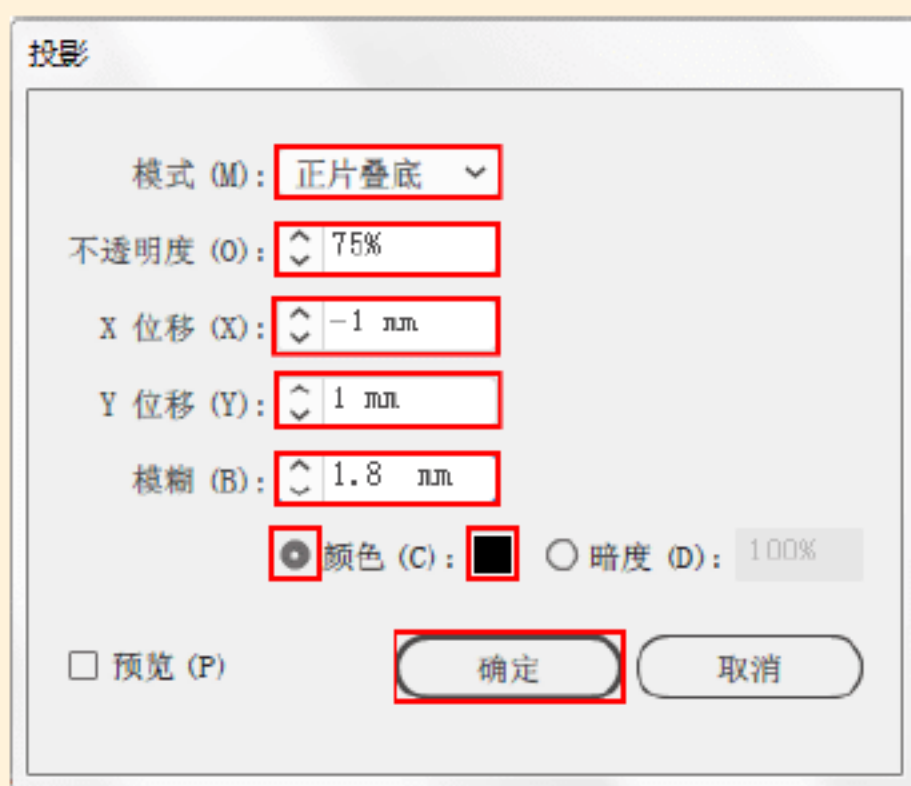 投影
模式 (M): 正片叠底
不透明度 (O): 75%
X 位移 (X): -1 mm
Y 位移 (Y): 1 mm
模糊 (B): 1.8 mm
颜色 (C): 暗度 (D): 100%
预览 (P) 确定 取消